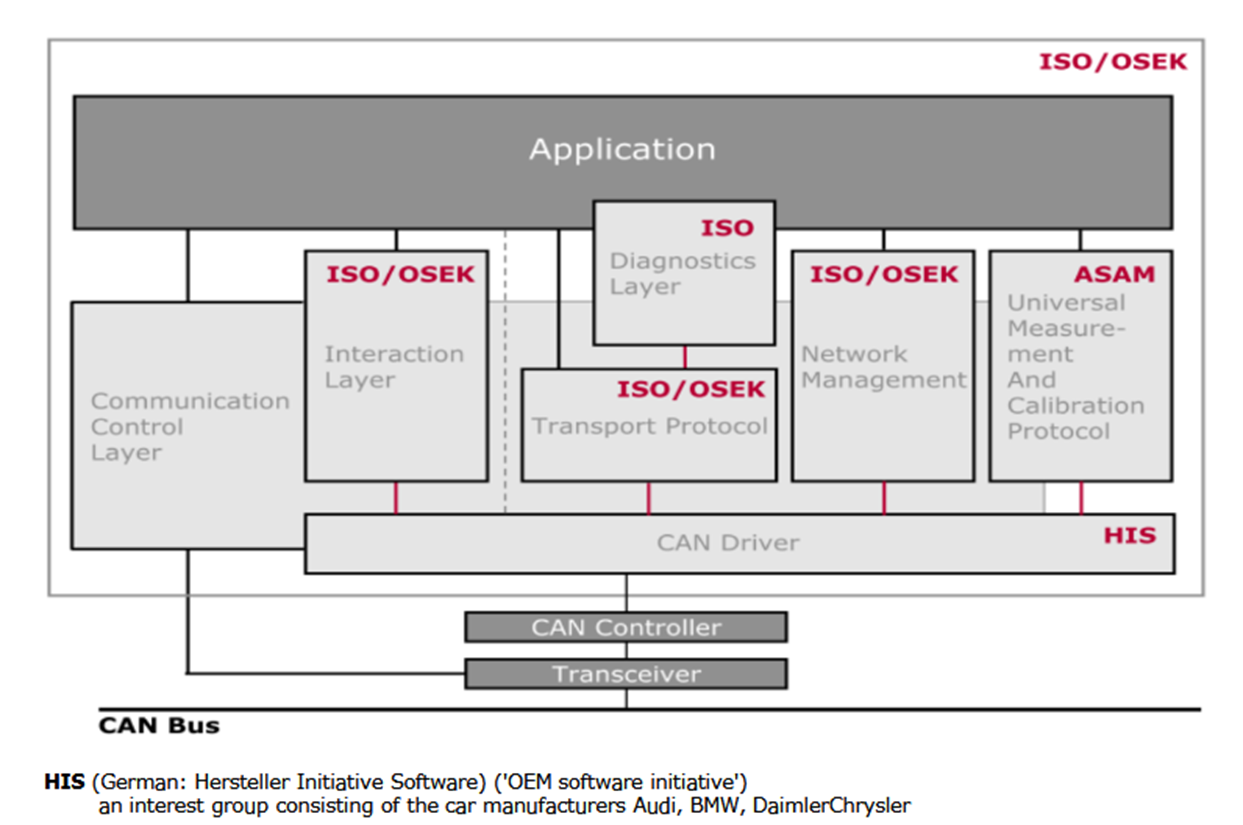 ISO/OSEK
Application
ISO
Diagnostics
Layer
ISO/OSEK
Interaction
Layer
ISO/OSEK
Network
Management
ASAM
Universal
Measure-
ment
And
Calibration
Protocol
Communication
Control
Layer
ISO/OSEK
Transport Protocol
CAN Driver
HIS
CAN Controller
Transceiver
CAN Bus
HIS (German: Hersteller Initiative Software) ('OEM software initiative')
an interest group consisting of the car manufacturers Audi, BMW, DaimlerChrysler